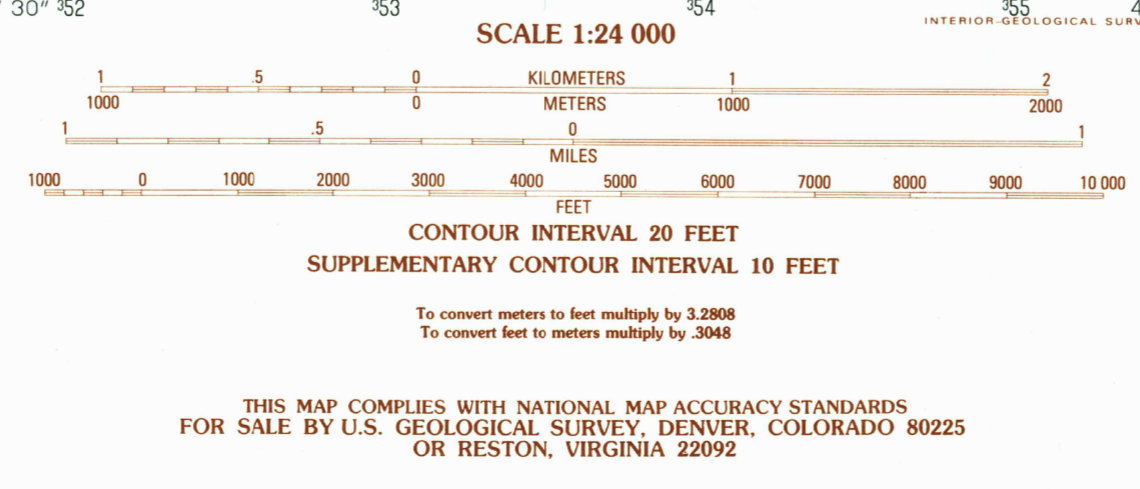 30" ³52 ³53 ³54 ³55 4
INTERIOR-GEOLOGICAL SURV
SCALE 1:24 000
1 .5 0 KILOMETERS 1 2
1000 0 METERS 1000 2000
1 .5 0 1
MILES
1000 0 1000 2000 3000 4000 5000 6000 7000 8000 9000 10 000
FEET
CONTOUR INTERVAL 20 FEET
SUPPLEMENTARY CONTOUR INTERVAL 10 FEET
To convert meters to feet multiply by 3.2808
To convert feet to meters multiply by .3048
THIS MAP COMPLIES WITH NATIONAL MAP ACCURACY STANDARDS
FOR SALE BY U.S. GEOLOGICAL SURVEY, DENVER, COLORADO 80225
OR RESTON, VIRGINIA 22092